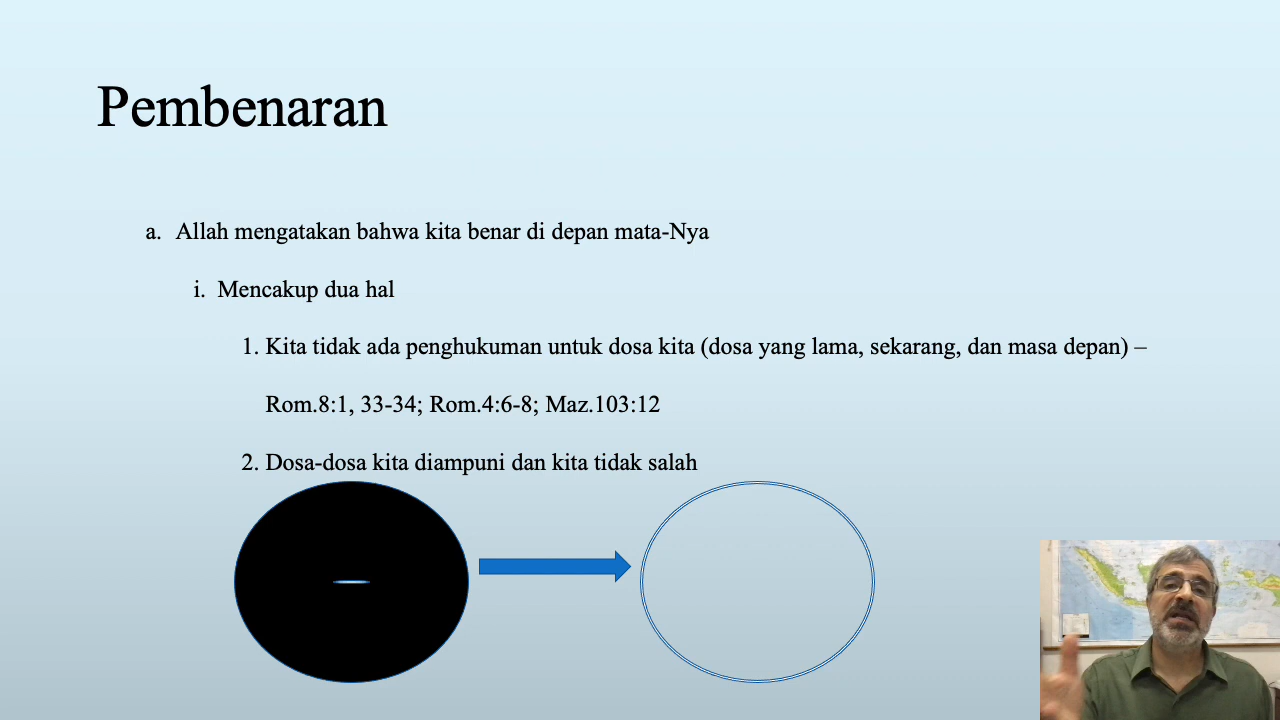 Pembenaran
a. Allah mengatakan bahwa kita benar di depan mata-Nya
i. Mencakup dua hal
1. Kita tidak ada penghukuman untuk dosa kita (dosa yang lama, sekarang, dan masa depan) –
Rom.8:1, 33-34; Rom.4:6-8; Maz.103:12
2. Dosa-dosa kita diampuni dan kita tidak salah